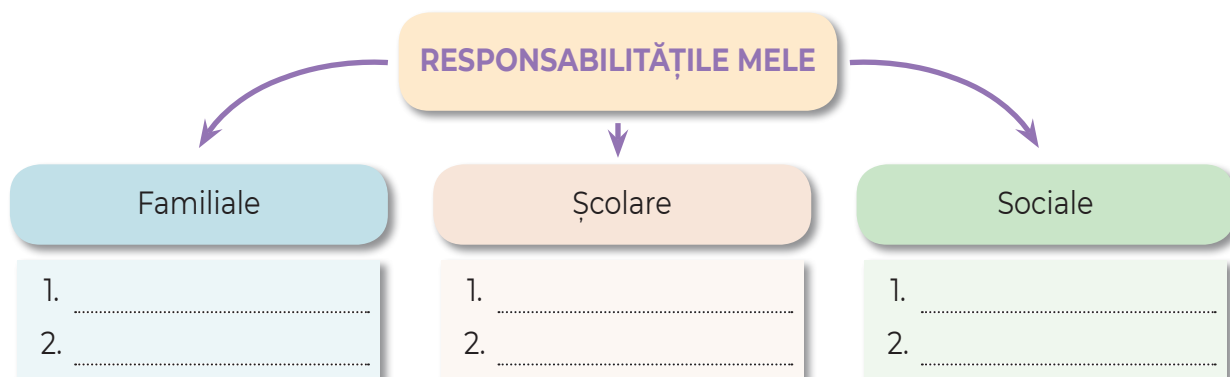 RESPONSABILITĂȚILE MELE
Familiale
1.
2.
Școlare
1.
2.
Sociale
1.
2.